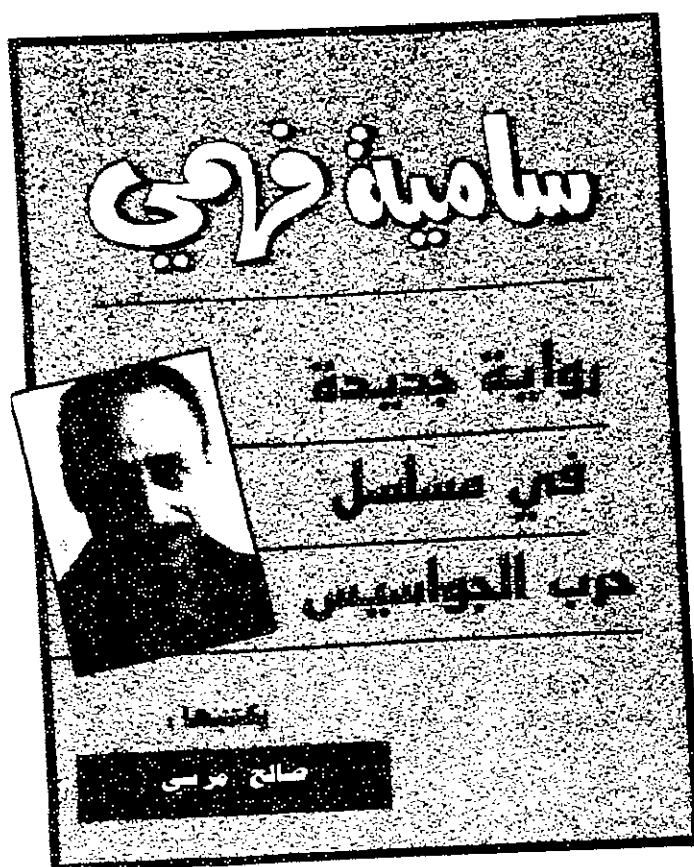 سامية فهمي
رواية جديدة
في مسلسل
حرب الجواسيس
يكتبها :
صالح مرسي